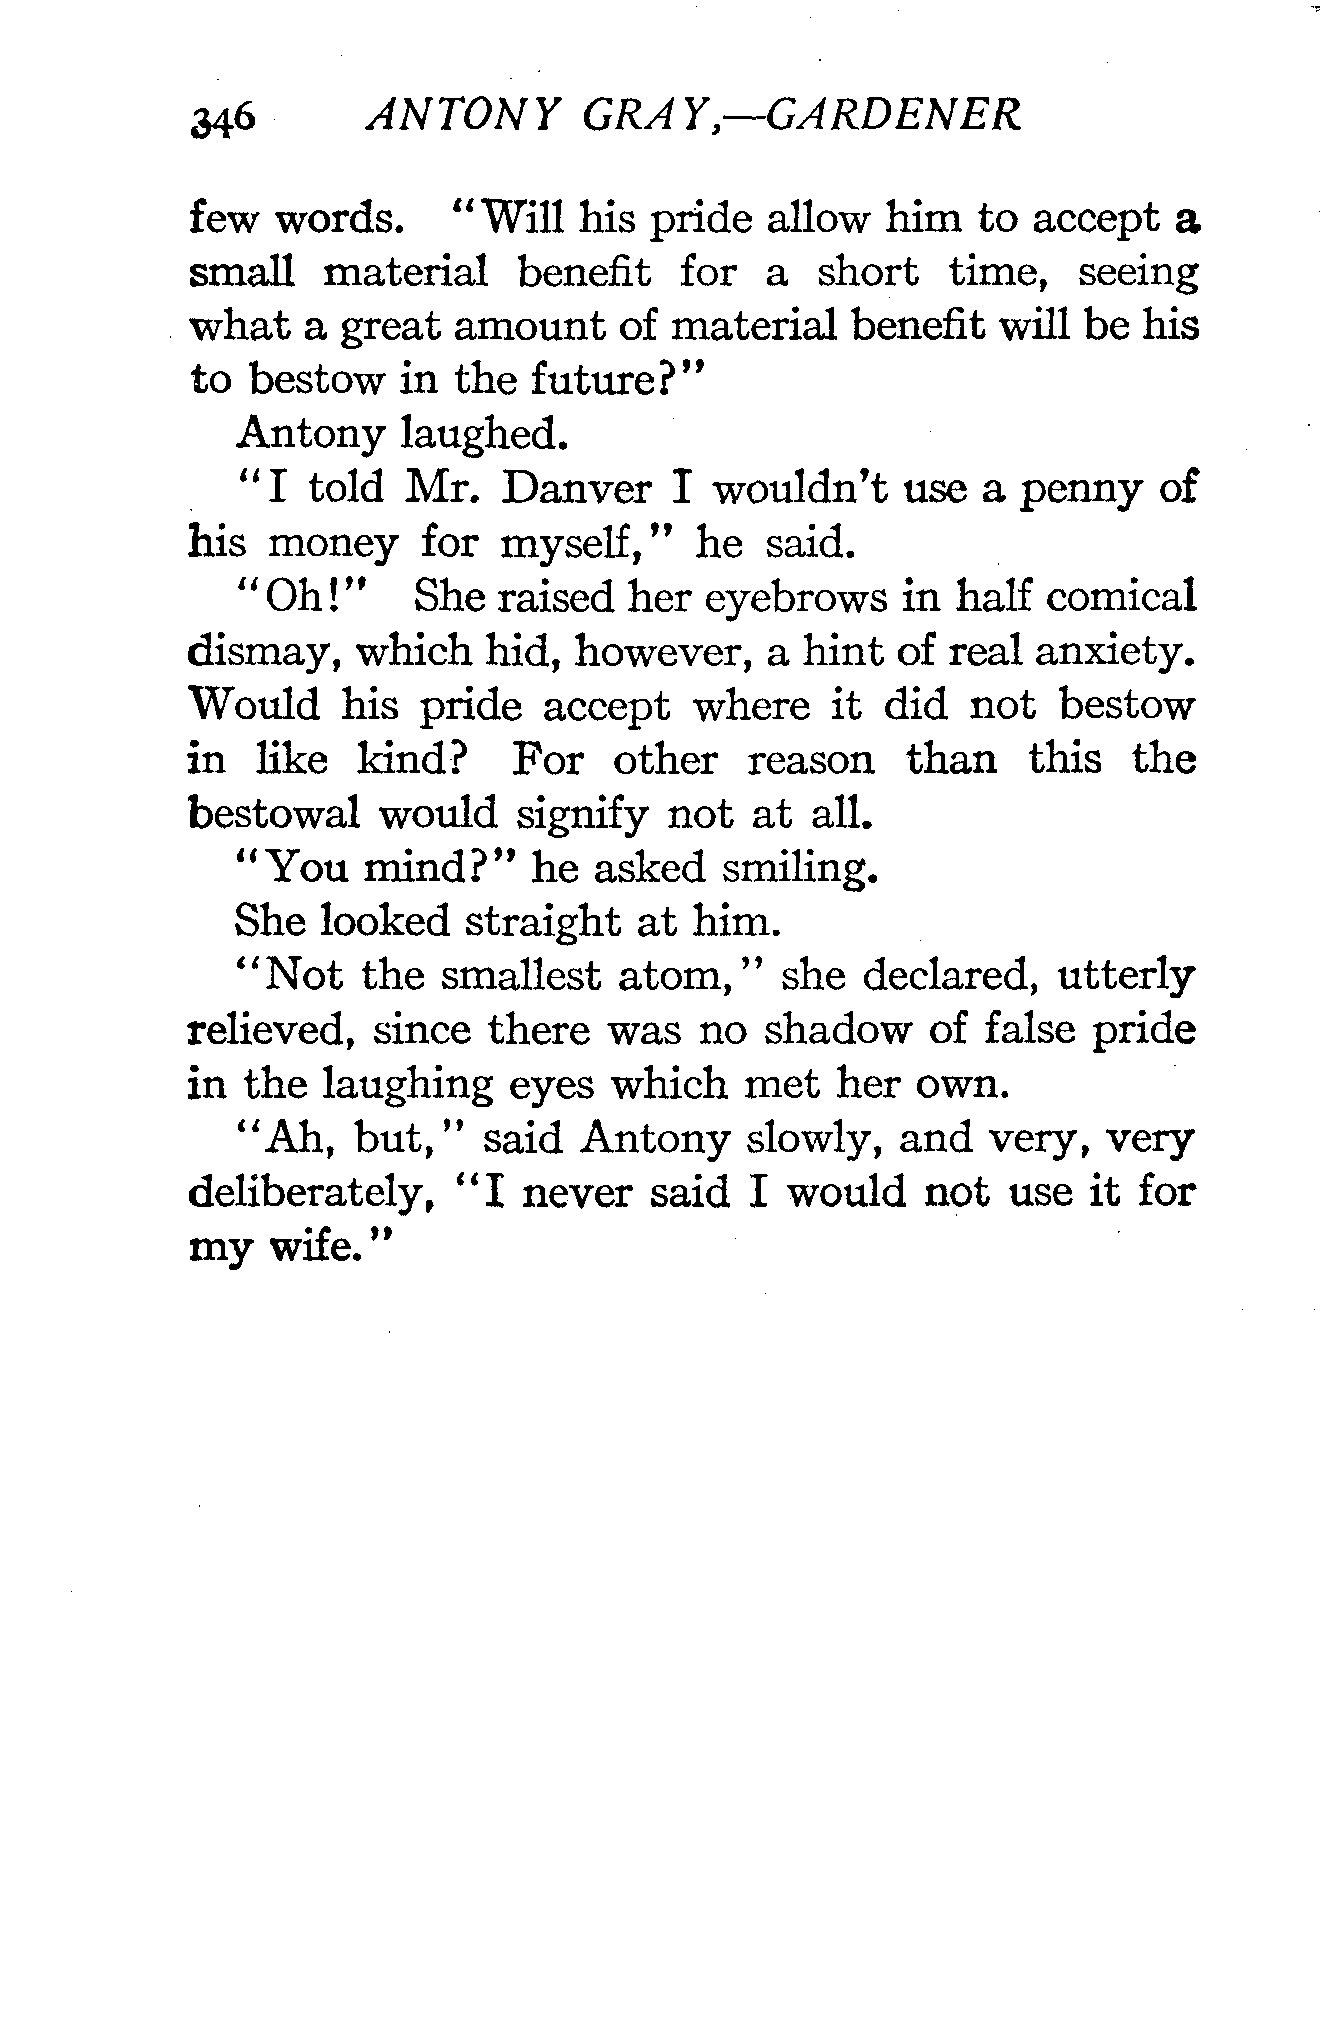 346 ANTONY GRAY,—GARDENER
few words. "Will his pride allow him to accept a
small material benefit for a short time, seeing
what a great amount of material benefit will be his
to bestow in the future?"
Antony laughed.
"I told Mr. Danver I wouldn't use a penny of
his money for myself," he said.
"Oh!" She raised her eyebrows in half comical
dismay, which hid, however, a hint of real anxiety.
Would his pride accept where it did not bestow
in like kind? For other reason than this the
bestowal would signify not at all.
"You mind?" he asked smiling.
She looked straight at him.
"Not the smallest atom," she declared, utterly
relieved, since there was no shadow of false pride
in the laughing eyes which met her own.
"Ah, but," said Antony slowly, and very, very
deliberately, "I never said I would not use it for
my wife."